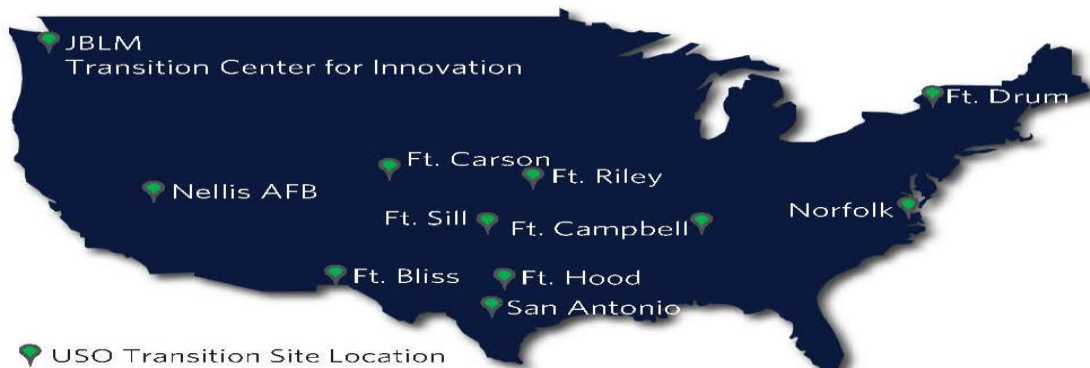 JBLM
Transition Center for Innovation
Ft. Drum
Ft. Carson
Ft. Riley
Nellis AFB
Norfolk
Ft. Sill
Ft. Campbell
Ft. Bliss
Ft. Hood
San Antonio
USO Transition Site Location